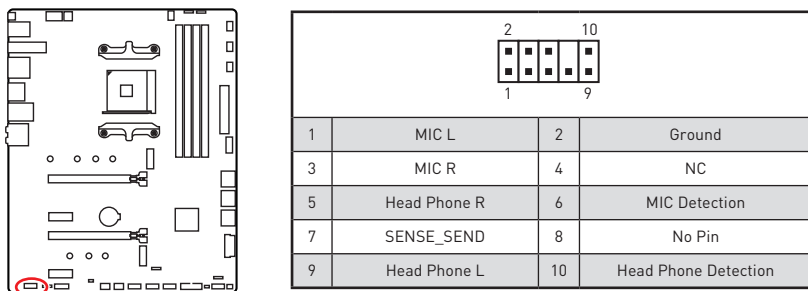 2 10
1 9
1 MIC L 2 Ground
3 MIC R 4 NC
5 Head Phone R 6 MIC Detection
7 SENSE_SEND 8 No Pin
9 Head Phone L 10 Head Phone Detection